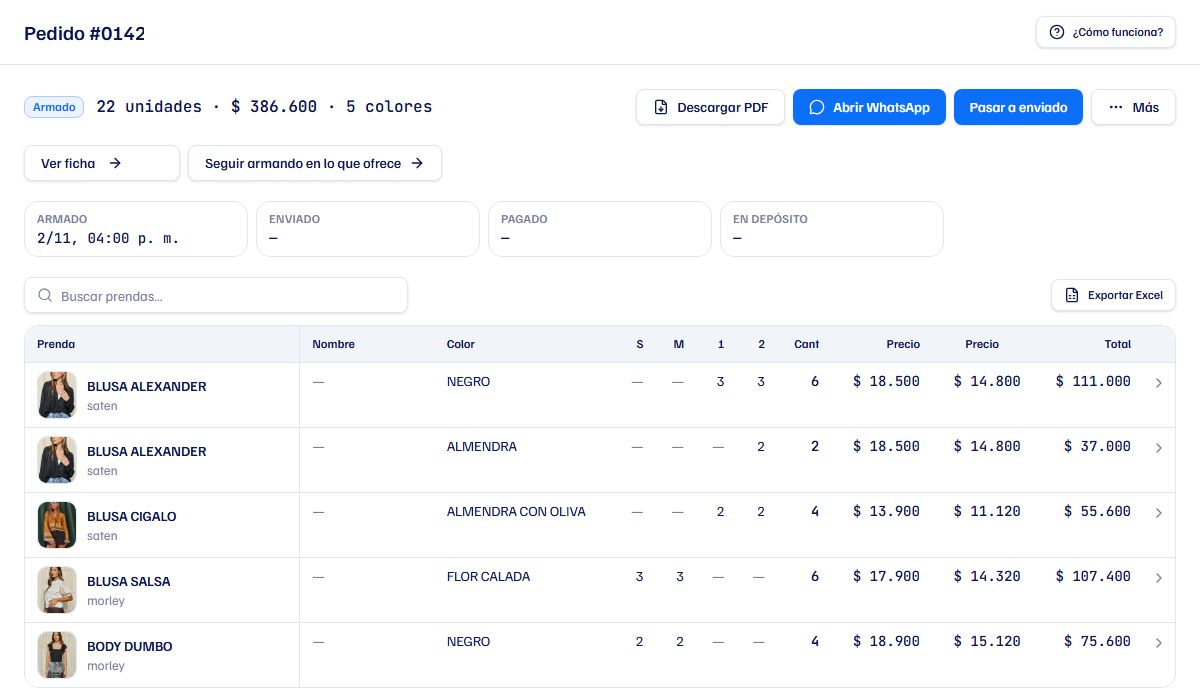 Pedido #0142
¿Cómo funciona?
Armado 22 unidades · $ 386.600 · 5 colores
Descargar PDF Abrir WhatsApp Pasar a enviado ··· Más
Ver ficha → Seguir armando en lo que ofrece →
ARMADO ENVIADO PAGADO EN DEPÓSITO
2/11, 04:00 p. m. — — —
Buscar prendas… Exportar Excel
Prenda Nombre Color S M 1 2 Cant Precio Precio Total
BLUSA ALEXANDER — NEGRO — — 3 3 6 $ 18.500 $ 14.800 $ 111.000
saten
BLUSA ALEXANDER — ALMENDRA — — — 2 2 $ 18.500 $ 14.800 $ 37.000
saten
BLUSA CIGALO — ALMENDRA CON OLIVA — — 2 2 4 $ 13.900 $ 11.120 $ 55.600
saten
BLUSA SALSA — FLOR CALADA 3 3 — — 6 $ 17.900 $ 14.320 $ 107.400
morley
BODY DUMBO — NEGRO 2 2 — — 4 $ 18.900 $ 15.120 $ 75.600
morley